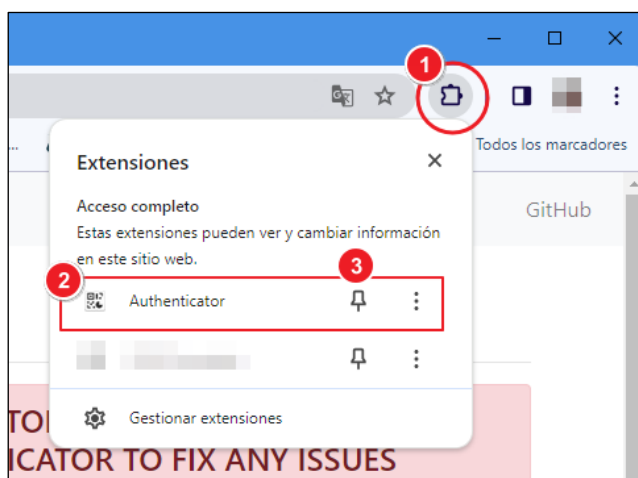 1
...
Todos los marcadores
Extensiones
GitHub
Acceso completo
Estas extensiones pueden ver y cambiar información
en este sitio web.
3
2
Authenticator
Gestionar extensiones
ICATOR TO FIX ANY ISSUES